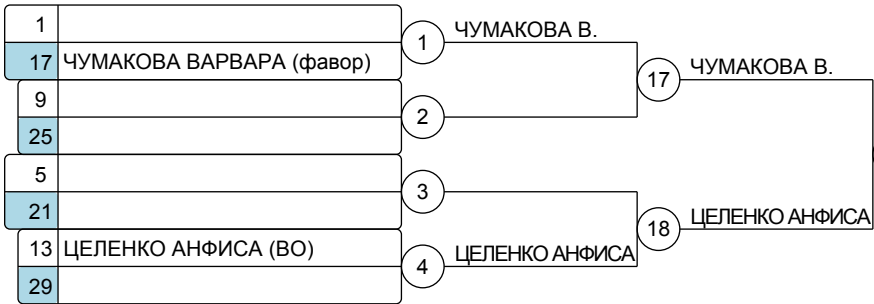 1
ЧУМАКОВА В.
1
17 ЧУМАКОВА ВАРВАРА (фавор)
ЧУМАКОВА В.
17
9
2
25
5
3
21
ЦЕЛЕНКО АНФИСА
18
13 ЦЕЛЕНКО АНФИСА (ВО)
ЦЕЛЕНКО АНФИСА
4
29